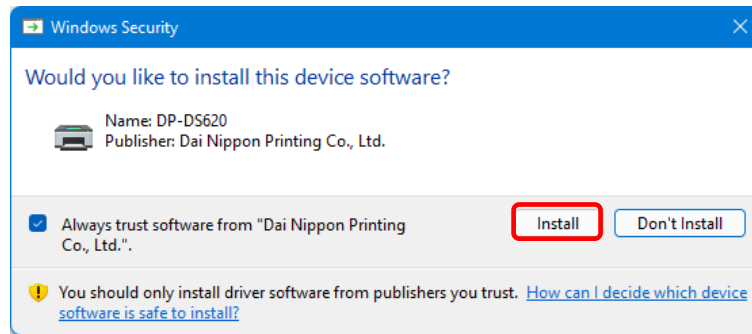 Windows Security
Would you like to install this device software?
Name: DP-DS620
Publisher: Dai Nippon Printing Co., Ltd.
Always trust software from "Dai Nippon Printing
Co., Ltd.".
Install
Don't Install
You should only install driver software from publishers you trust. How can I decide which device
software is safe to install?